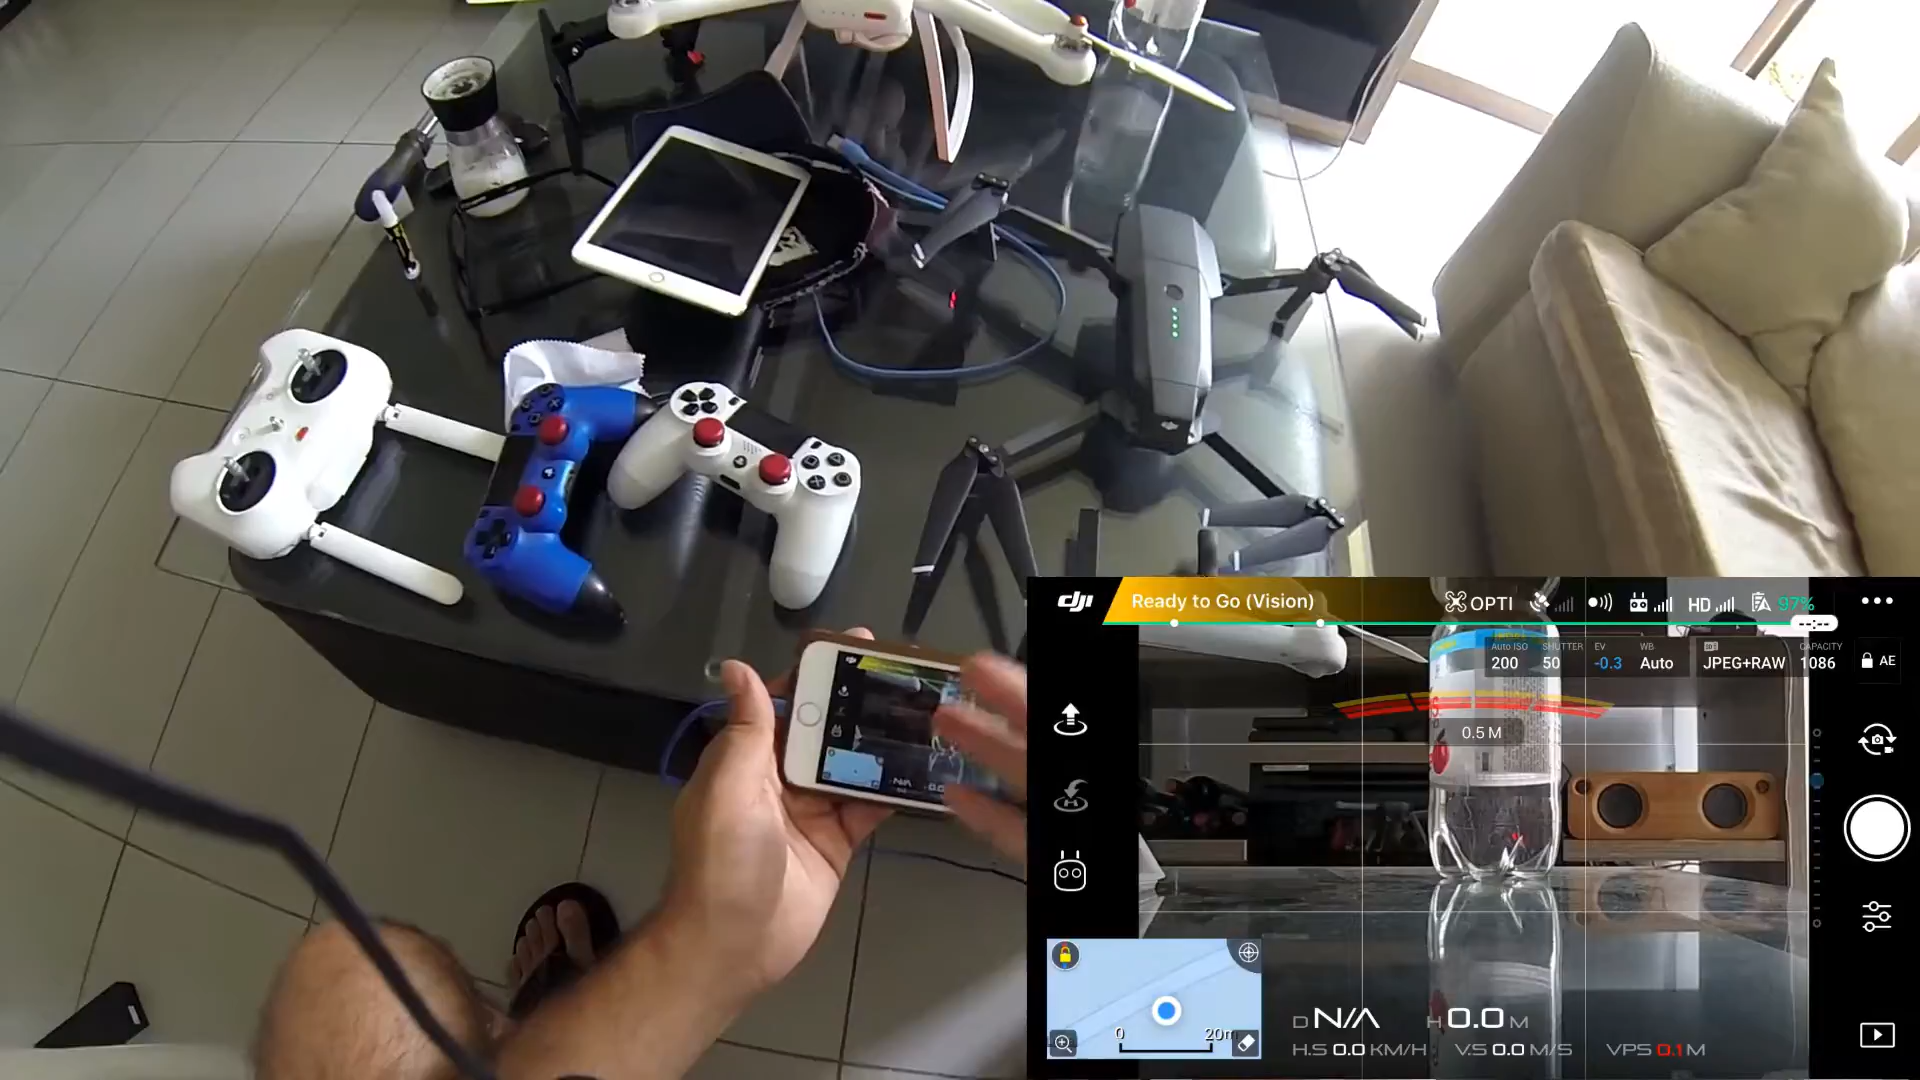 dji
Ready to Go (Vision)
OPTI
HD
97%
--:--
Auto ISO
200
SHUTTER
50
EV
-0.3
WB
Auto
JPEG+RAW
CAPACITY
1086
AE
0.5 M
H
0
20m
D N/A
H 0.0 M
H.S 0.0 KM/H
V.S 0.0 M/S
VPS 0.1 M
N/A